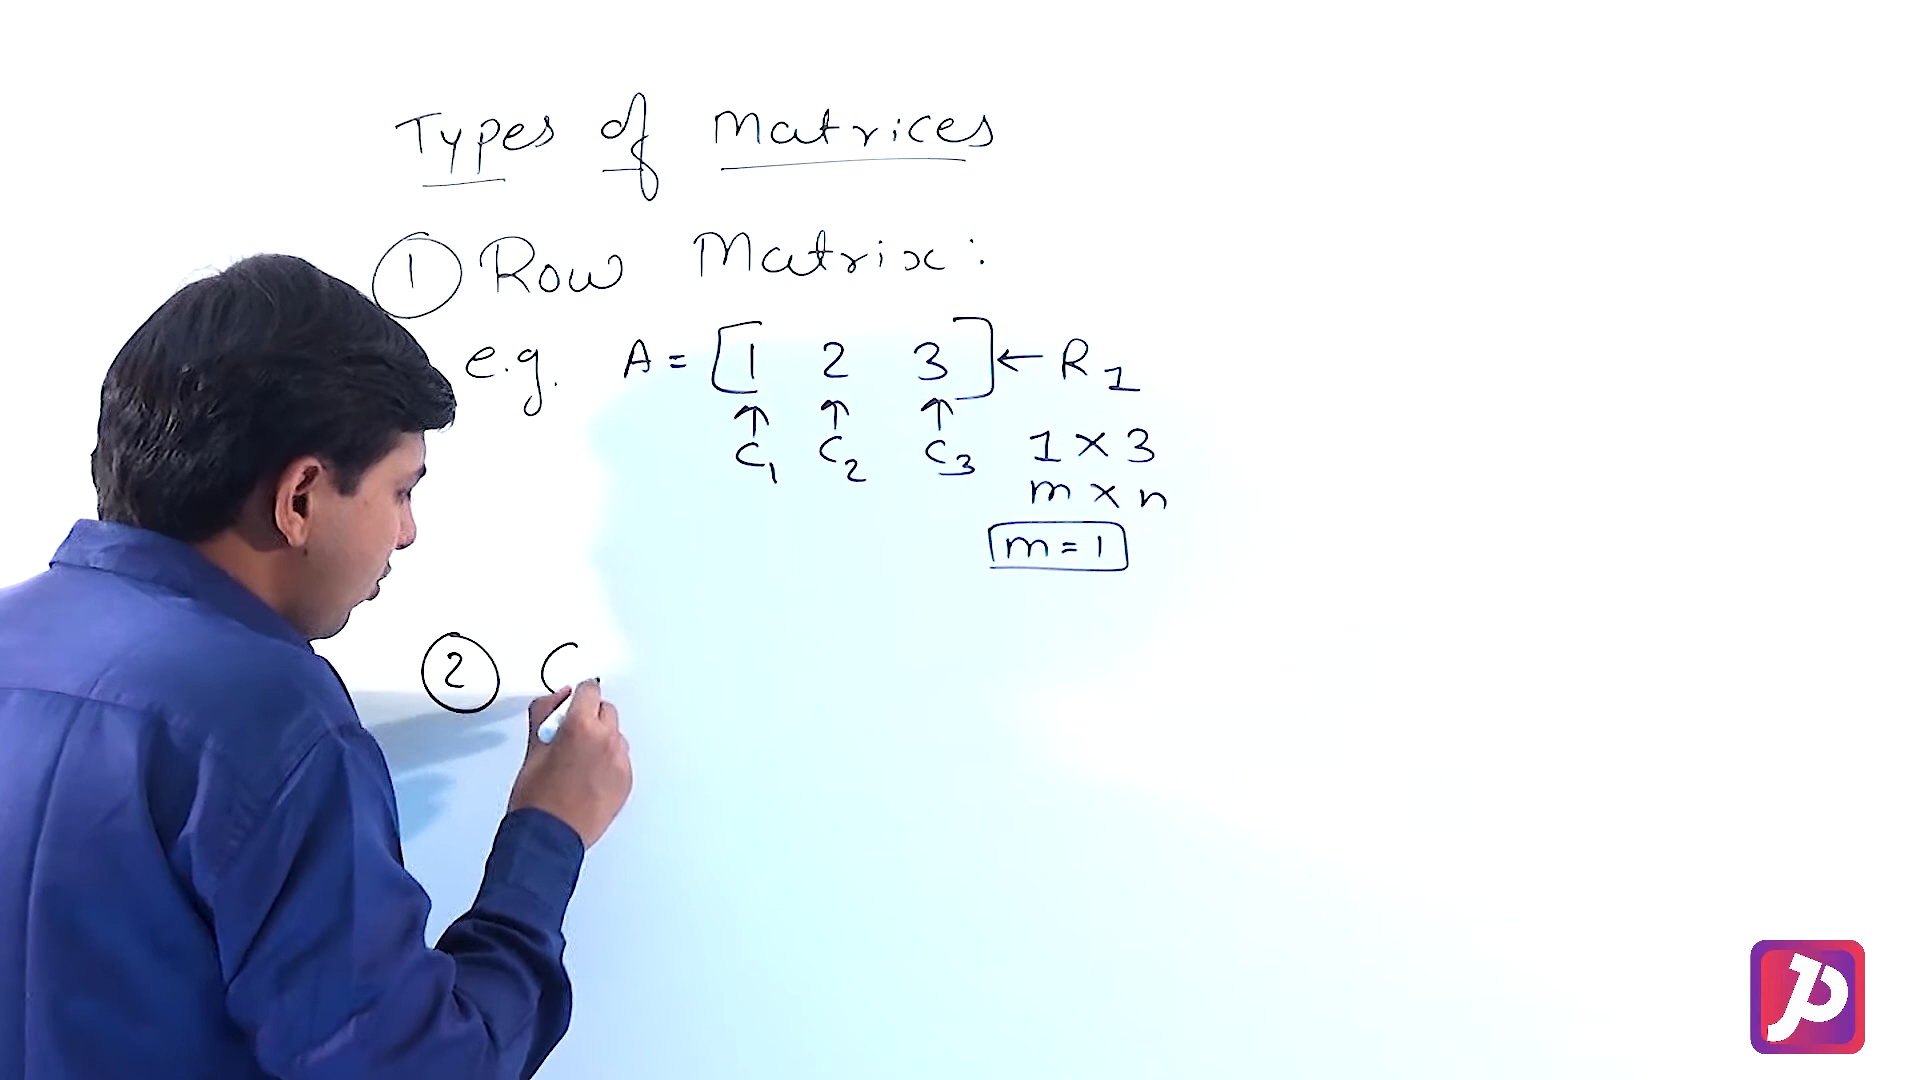 Types of Matrices
① Row Matrix:
e.g. A = [1 2 3] ← R1
↑ ↑ ↑
C1 C2 C3 1 × 3
m × n
m = 1
② C